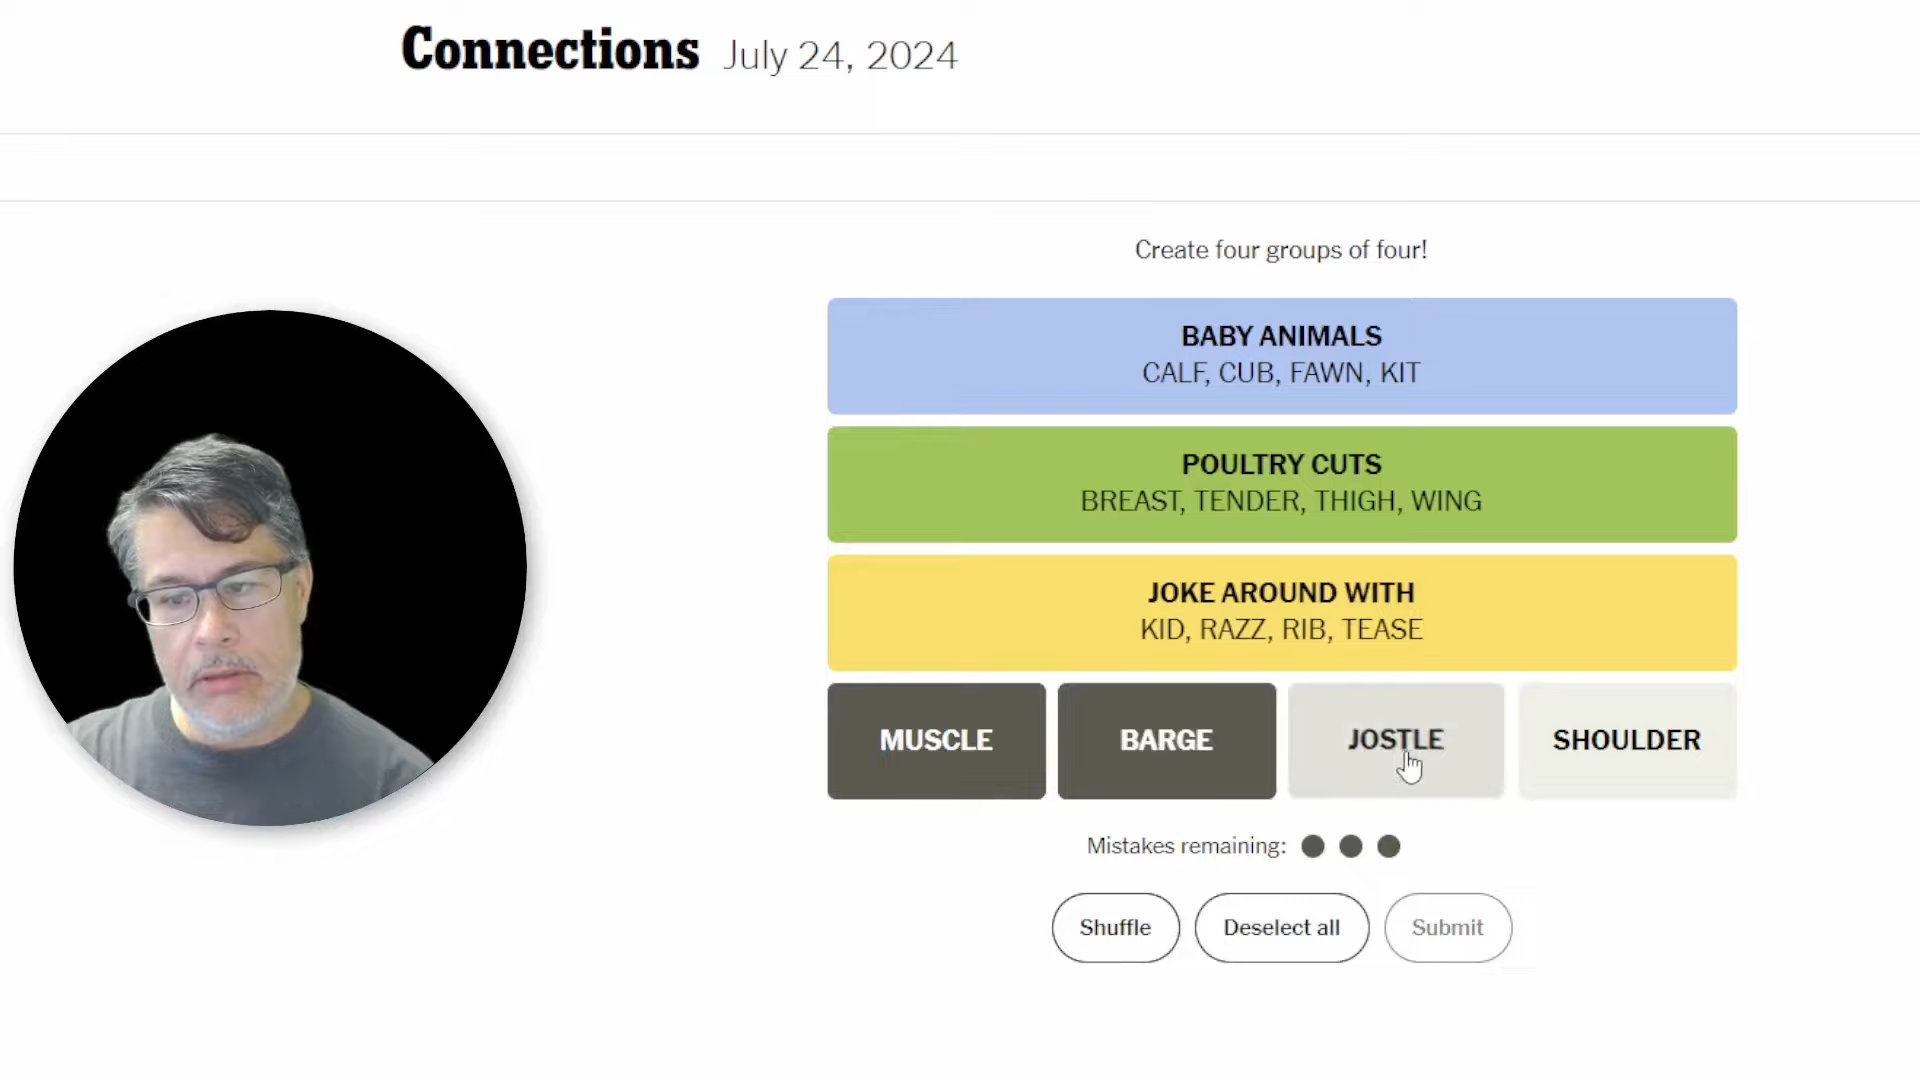 Connections July 24, 2024
Create four groups of four!
BABY ANIMALS
CALF, CUB, FAWN, KIT
POULTRY CUTS
BREAST, TENDER, THIGH, WING
JOKE AROUND WITH
KID, RAZZ, RIB, TEASE
MUSCLE BARGE JOSTLE SHOULDER
Mistakes remaining:
Shuffle Deselect all Submit